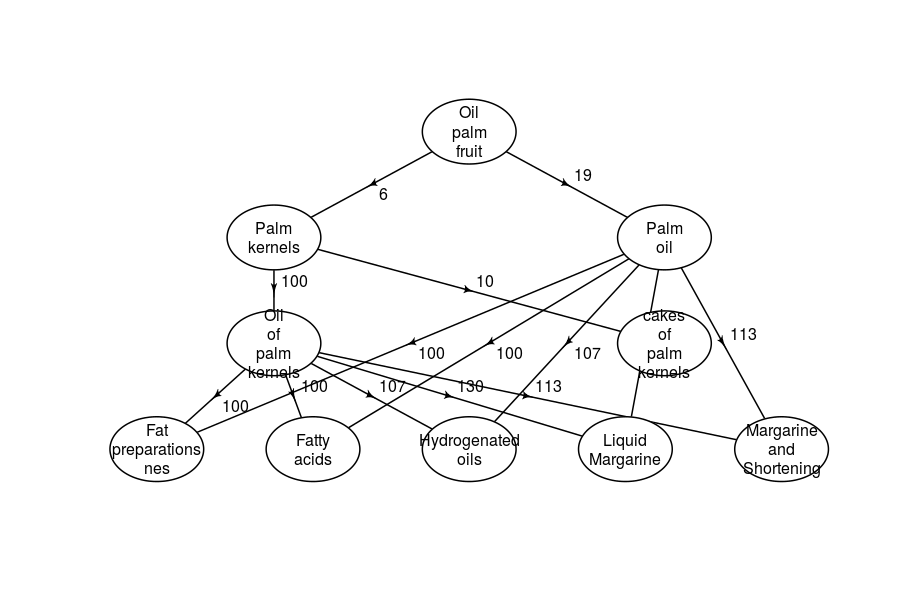 Oil
palm
fruit
6
19
Palm
kernels
Palm
oil
100
10
Oil
of
palm
kernels
cakes
of
palm
kernels
100
100
107
113
100
100
107
130
113
Fat
preparations
nes
Fatty
acids
Hydrogenated
oils
Liquid
Margarine
Margarine
and
Shortening